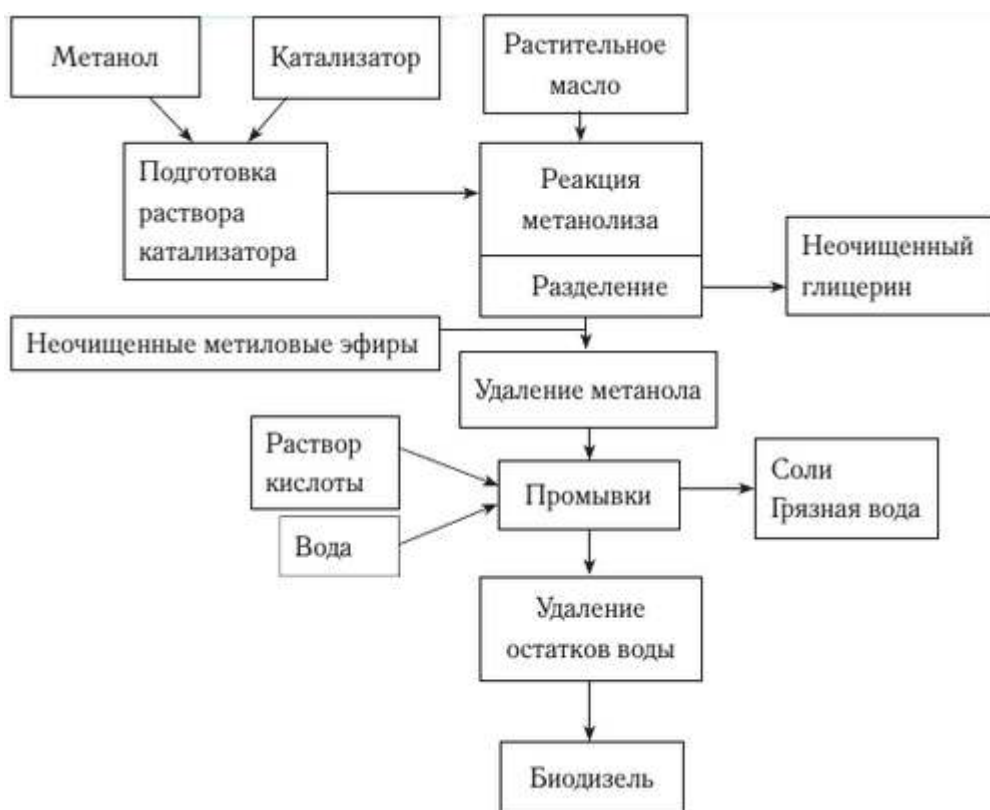 Метанол
Катализатор
Растительное
масло
Подготовка
раствора
катализатора
Реакция
метанолиза
Разделение
Неочищенный
глицерин
Неочищенные метиловые эфиры
Удаление метанола
Раствор
кислоты
Вода
Промывки
Соли
Грязная вода
Удаление
остатков воды
Биодизель